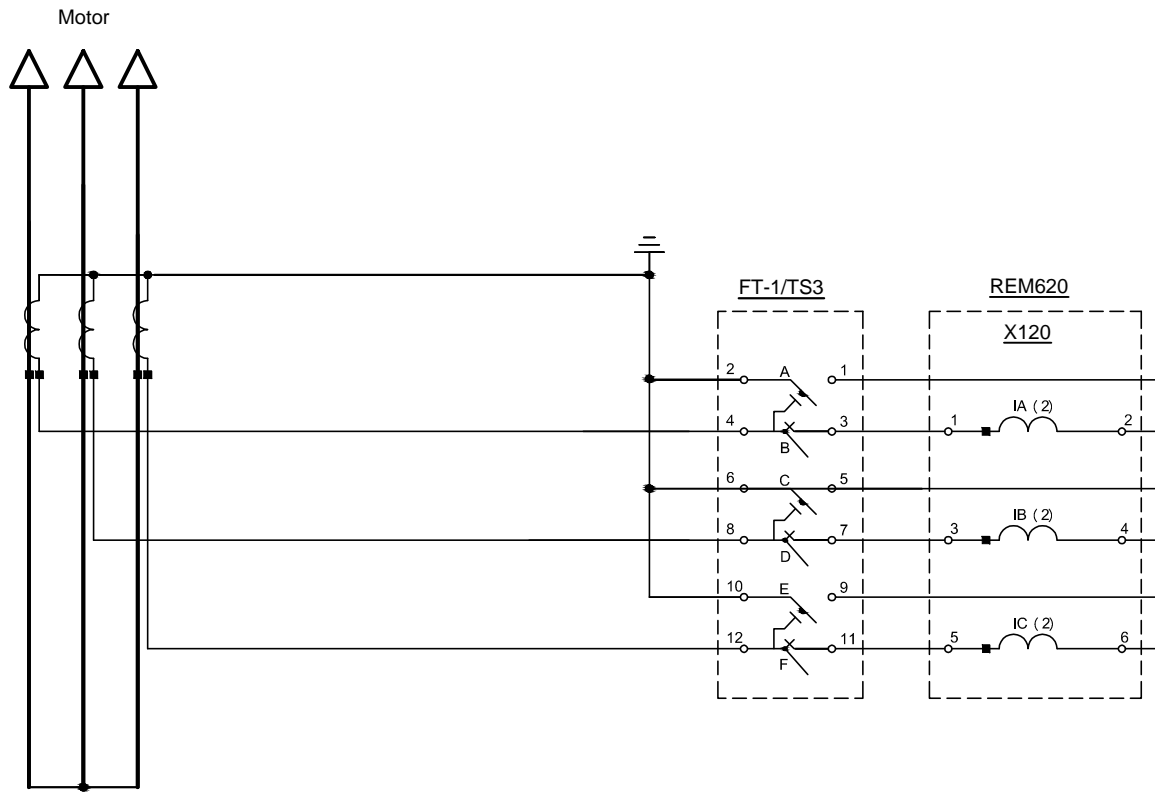 Motor
FT-1/TS3
REM620
X120
2 A 1
IA (2)
4 3 1 2
B
6 C 5
IB (2)
8 7 3 4
D
10 E 9
IC (2)
12 11 5 6
F